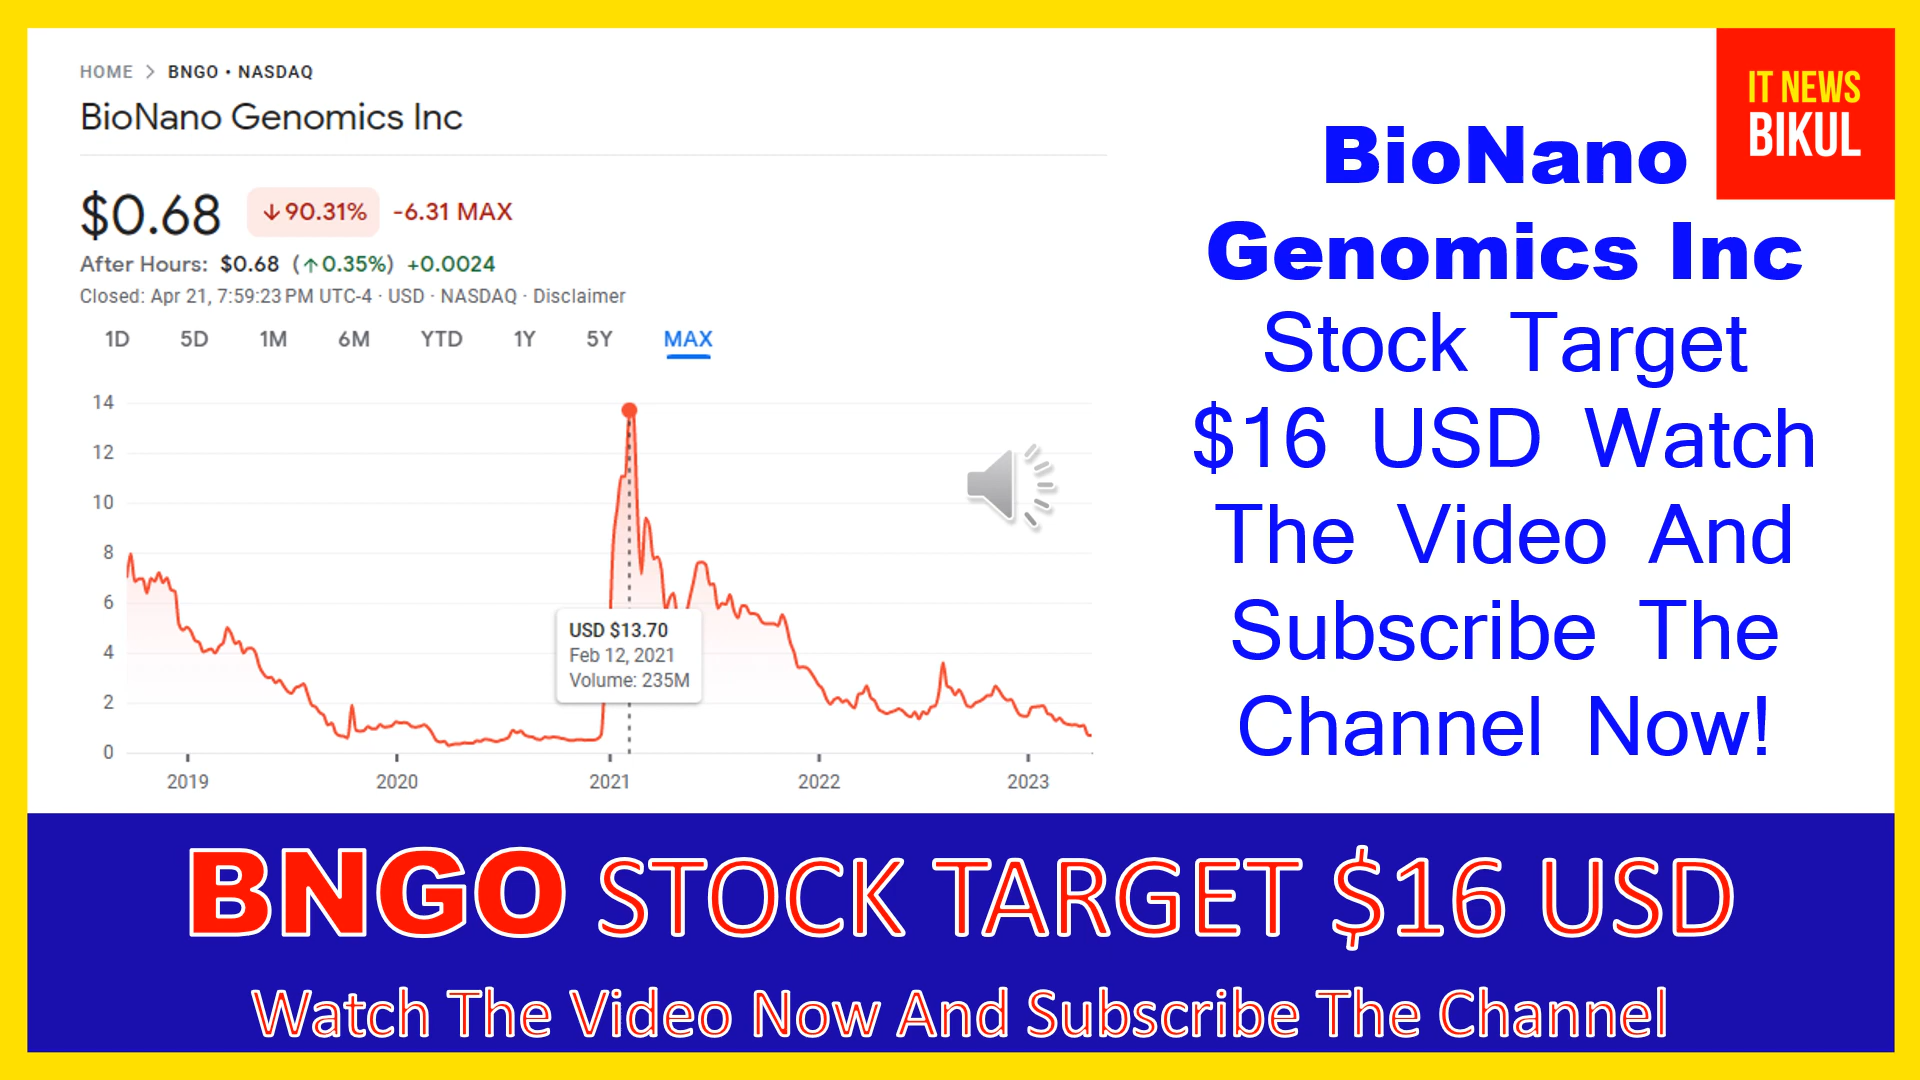 HOME > BNGO • NASDAQ
BioNano Genomics Inc
$0.68 ↓90.31% -6.31 MAX
After Hours: $0.68 (↑0.35%) +0.0024
Closed: Apr 21, 7:59:23 PM UTC-4 · USD · NASDAQ · Disclaimer
1D 5D 1M 6M YTD 1Y 5Y MAX
14
12
10
8
6
4
2
0
USD $13.70
Feb 12, 2021
Volume: 235M
2019 2020 2021 2022 2023
IT NEWS
BIKUL
BioNano
Genomics Inc
Stock Target
$16 USD Watch
The Video And
Subscribe The
Channel Now!
BNGO STOCK TARGET $16 USD
Watch The Video Now And Subscribe The Channel